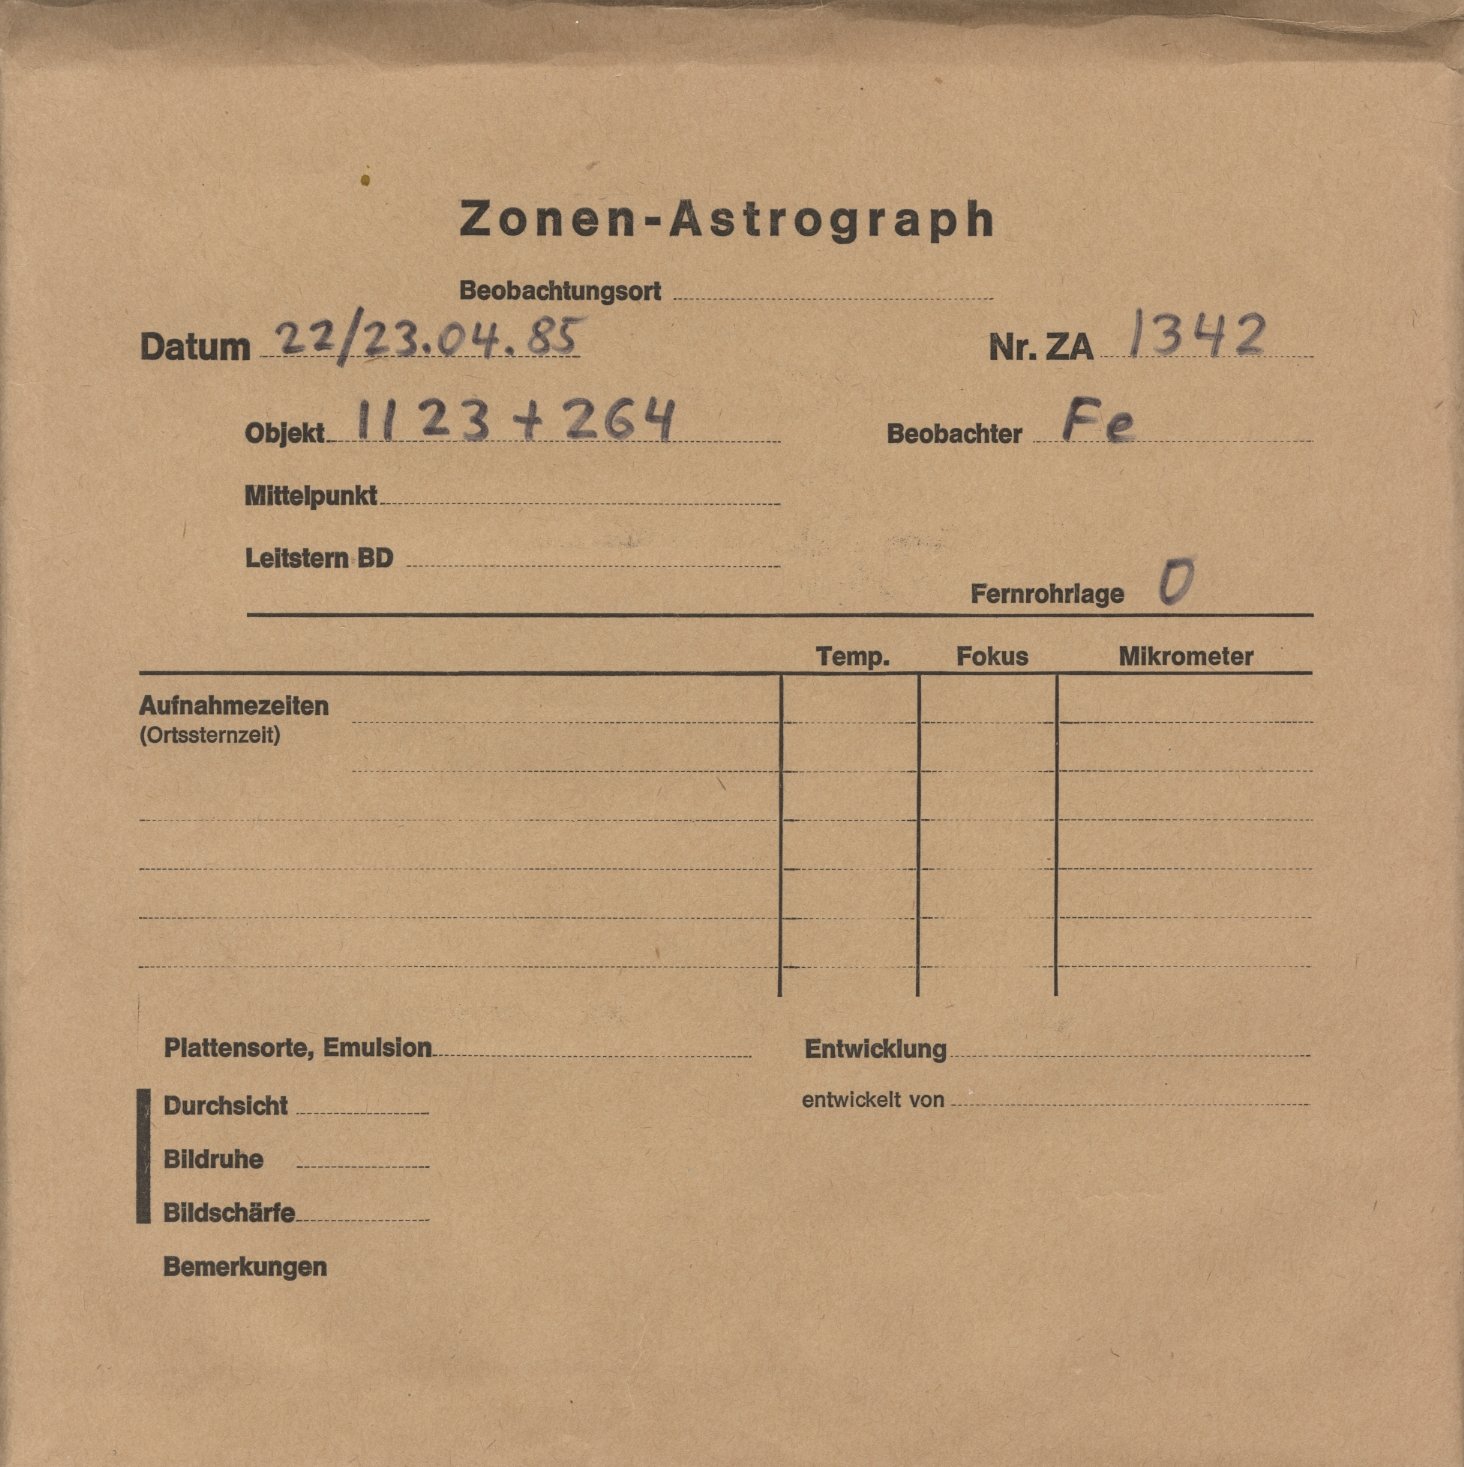 Zonen-Astrograph
Beobachtungsort
Datum 22/23.04.85 Nr. ZA 1342
Objekt 1123+264 Beobachter Fe
Mittelpunkt
Leitstern BD
Fernrohrlage O
Temp. Fokus Mikrometer
Aufnahmezeiten
(Ortssternzeit)
Plattensorte, Emulsion Entwicklung
Durchsicht entwickelt von
Bildruhe
Bildschärfe
Bemerkungen